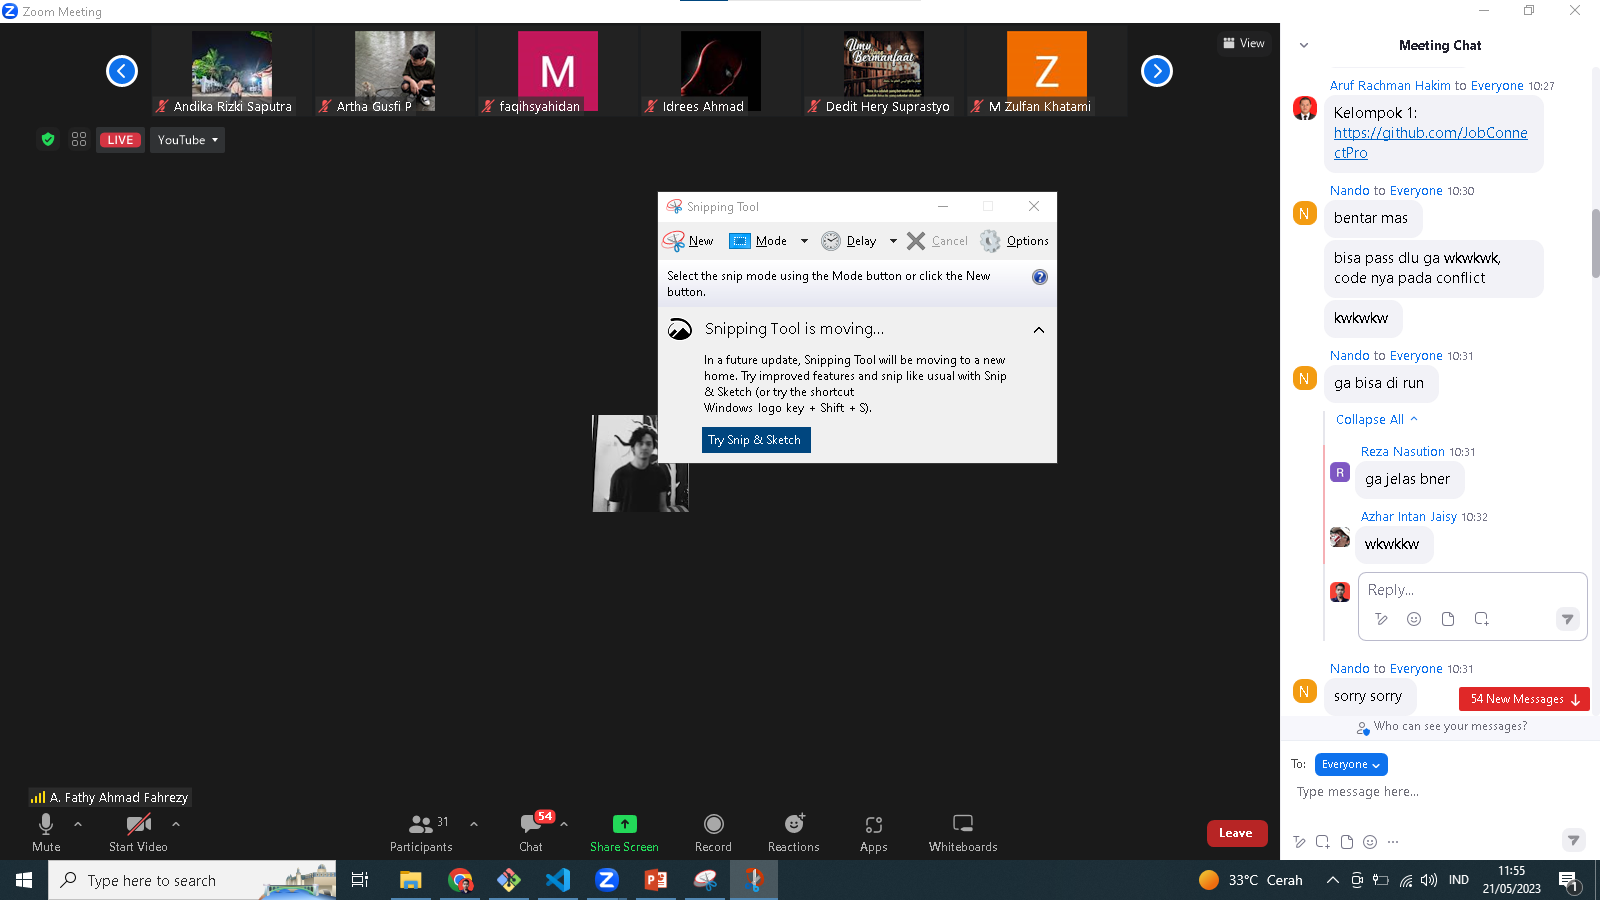 Zoom Meeting
Andika Rizki Saputra
Artha Gusfi P
M
faqihsyahidan
Idrees Ahmad
Umu
Bermanfaat
Dedit Hery Suprastyo
Z
M Zulfan Khatami
View
LIVE
YouTube
Snipping Tool
New
Mode
Delay
Cancel
Options
Select the snip mode using the Mode button or click the New
button.
Snipping Tool is moving...
In a future update, Snipping Tool will be moving to a new
home. Try improved features and snip like usual with Snip
& Sketch (or try the shortcut
Windows logo key + Shift + S).
Try Snip & Sketch
A. Fathy Ahmad Fahrezy
Mute
Start Video
31
Participants
54
Chat
Share Screen
Record
Reactions
Apps
Whiteboards
Leave
Meeting Chat
Aruf Rachman Hakim to Everyone 10:27
Kelompok 1:
https://github.com/JobConne
ctPro
Nando to Everyone 10:30
N
bentar mas
bisa pass dlu ga wkwkwk,
code nya pada conflict
kwkwkw
Nando to Everyone 10:31
N
ga bisa di run
Collapse All
Reza Nasution 10:31
R
ga jelas bner
Azhar Intan Jaisy 10:32
wkwkkw
Reply...
Nando to Everyone 10:31
N
sorry sorry
54 New Messages
Who can see your messages?
To:
Everyone
Type message here...
Type here to search
33°C Cerah
IND
11:55
21/05/2023
1